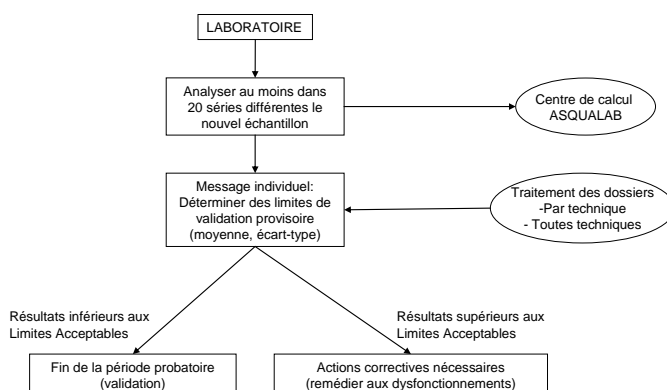 LABORATOIRE
Analyser au moins dans
20 séries différentes le
nouvel échantillon
Centre de calcul
ASQUALAB
Message individuel:
Déterminer des limites de
validation provisoire
(moyenne, écart-type)
Traitement des dossiers
-Par technique
- Toutes techniques
Résultats inférieurs aux
Limites Acceptables
Résultats supérieurs aux
Limites Acceptables
Fin de la période probatoire
(validation)
Actions correctives nécessaires
(remédier aux dysfonctionnements)